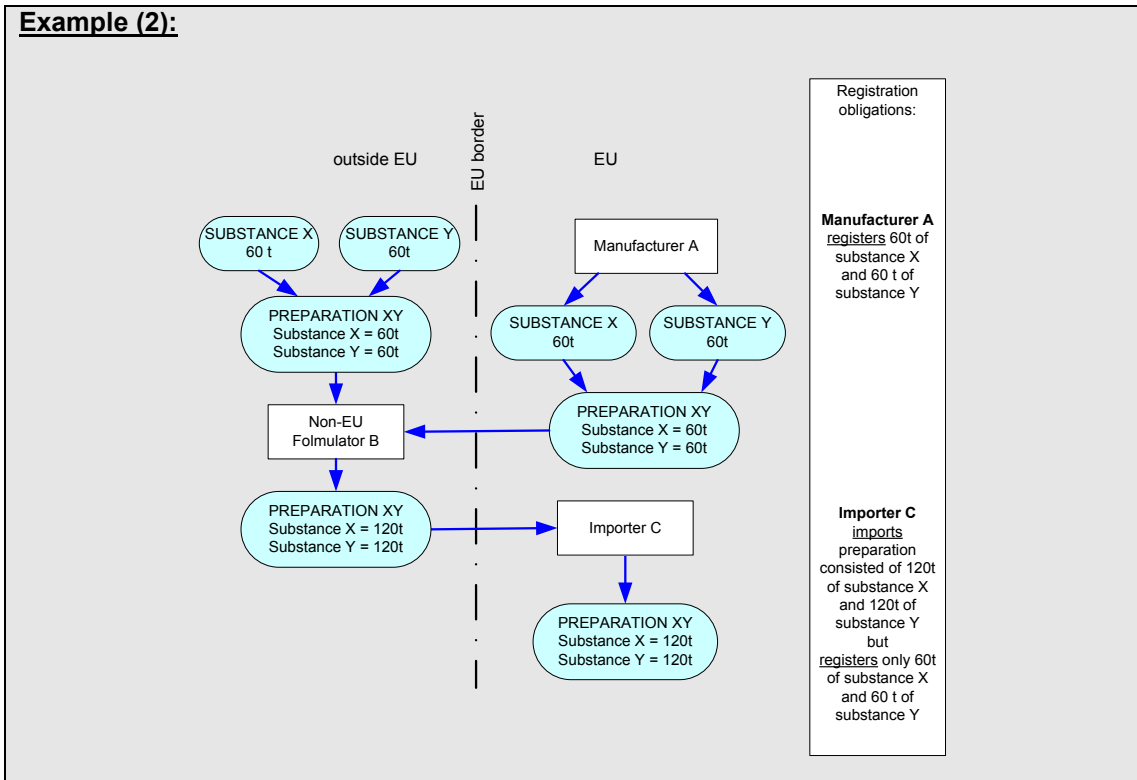 Example (2):
outside EU
EU border
EU
SUBSTANCE X
60 t
SUBSTANCE Y
60t
PREPARATION XY
Substance X = 60t
Substance Y = 60t
Non-EU
Folmulator B
PREPARATION XY
Substance X = 120t
Substance Y = 120t
Manufacturer A
SUBSTANCE X
60t
SUBSTANCE Y
60t
PREPARATION XY
Substance X = 60t
Substance Y = 60t
Importer C
PREPARATION XY
Substance X = 120t
Substance Y = 120t
Registration
obligations:
Manufacturer A
registers 60t of
substance X
and 60 t of
substance Y
Importer C
imports
preparation
consisted of 120t
of substance X
and 120t of
substance Y
but
registers only 60t
of substance X
and 60 t of
substance Y